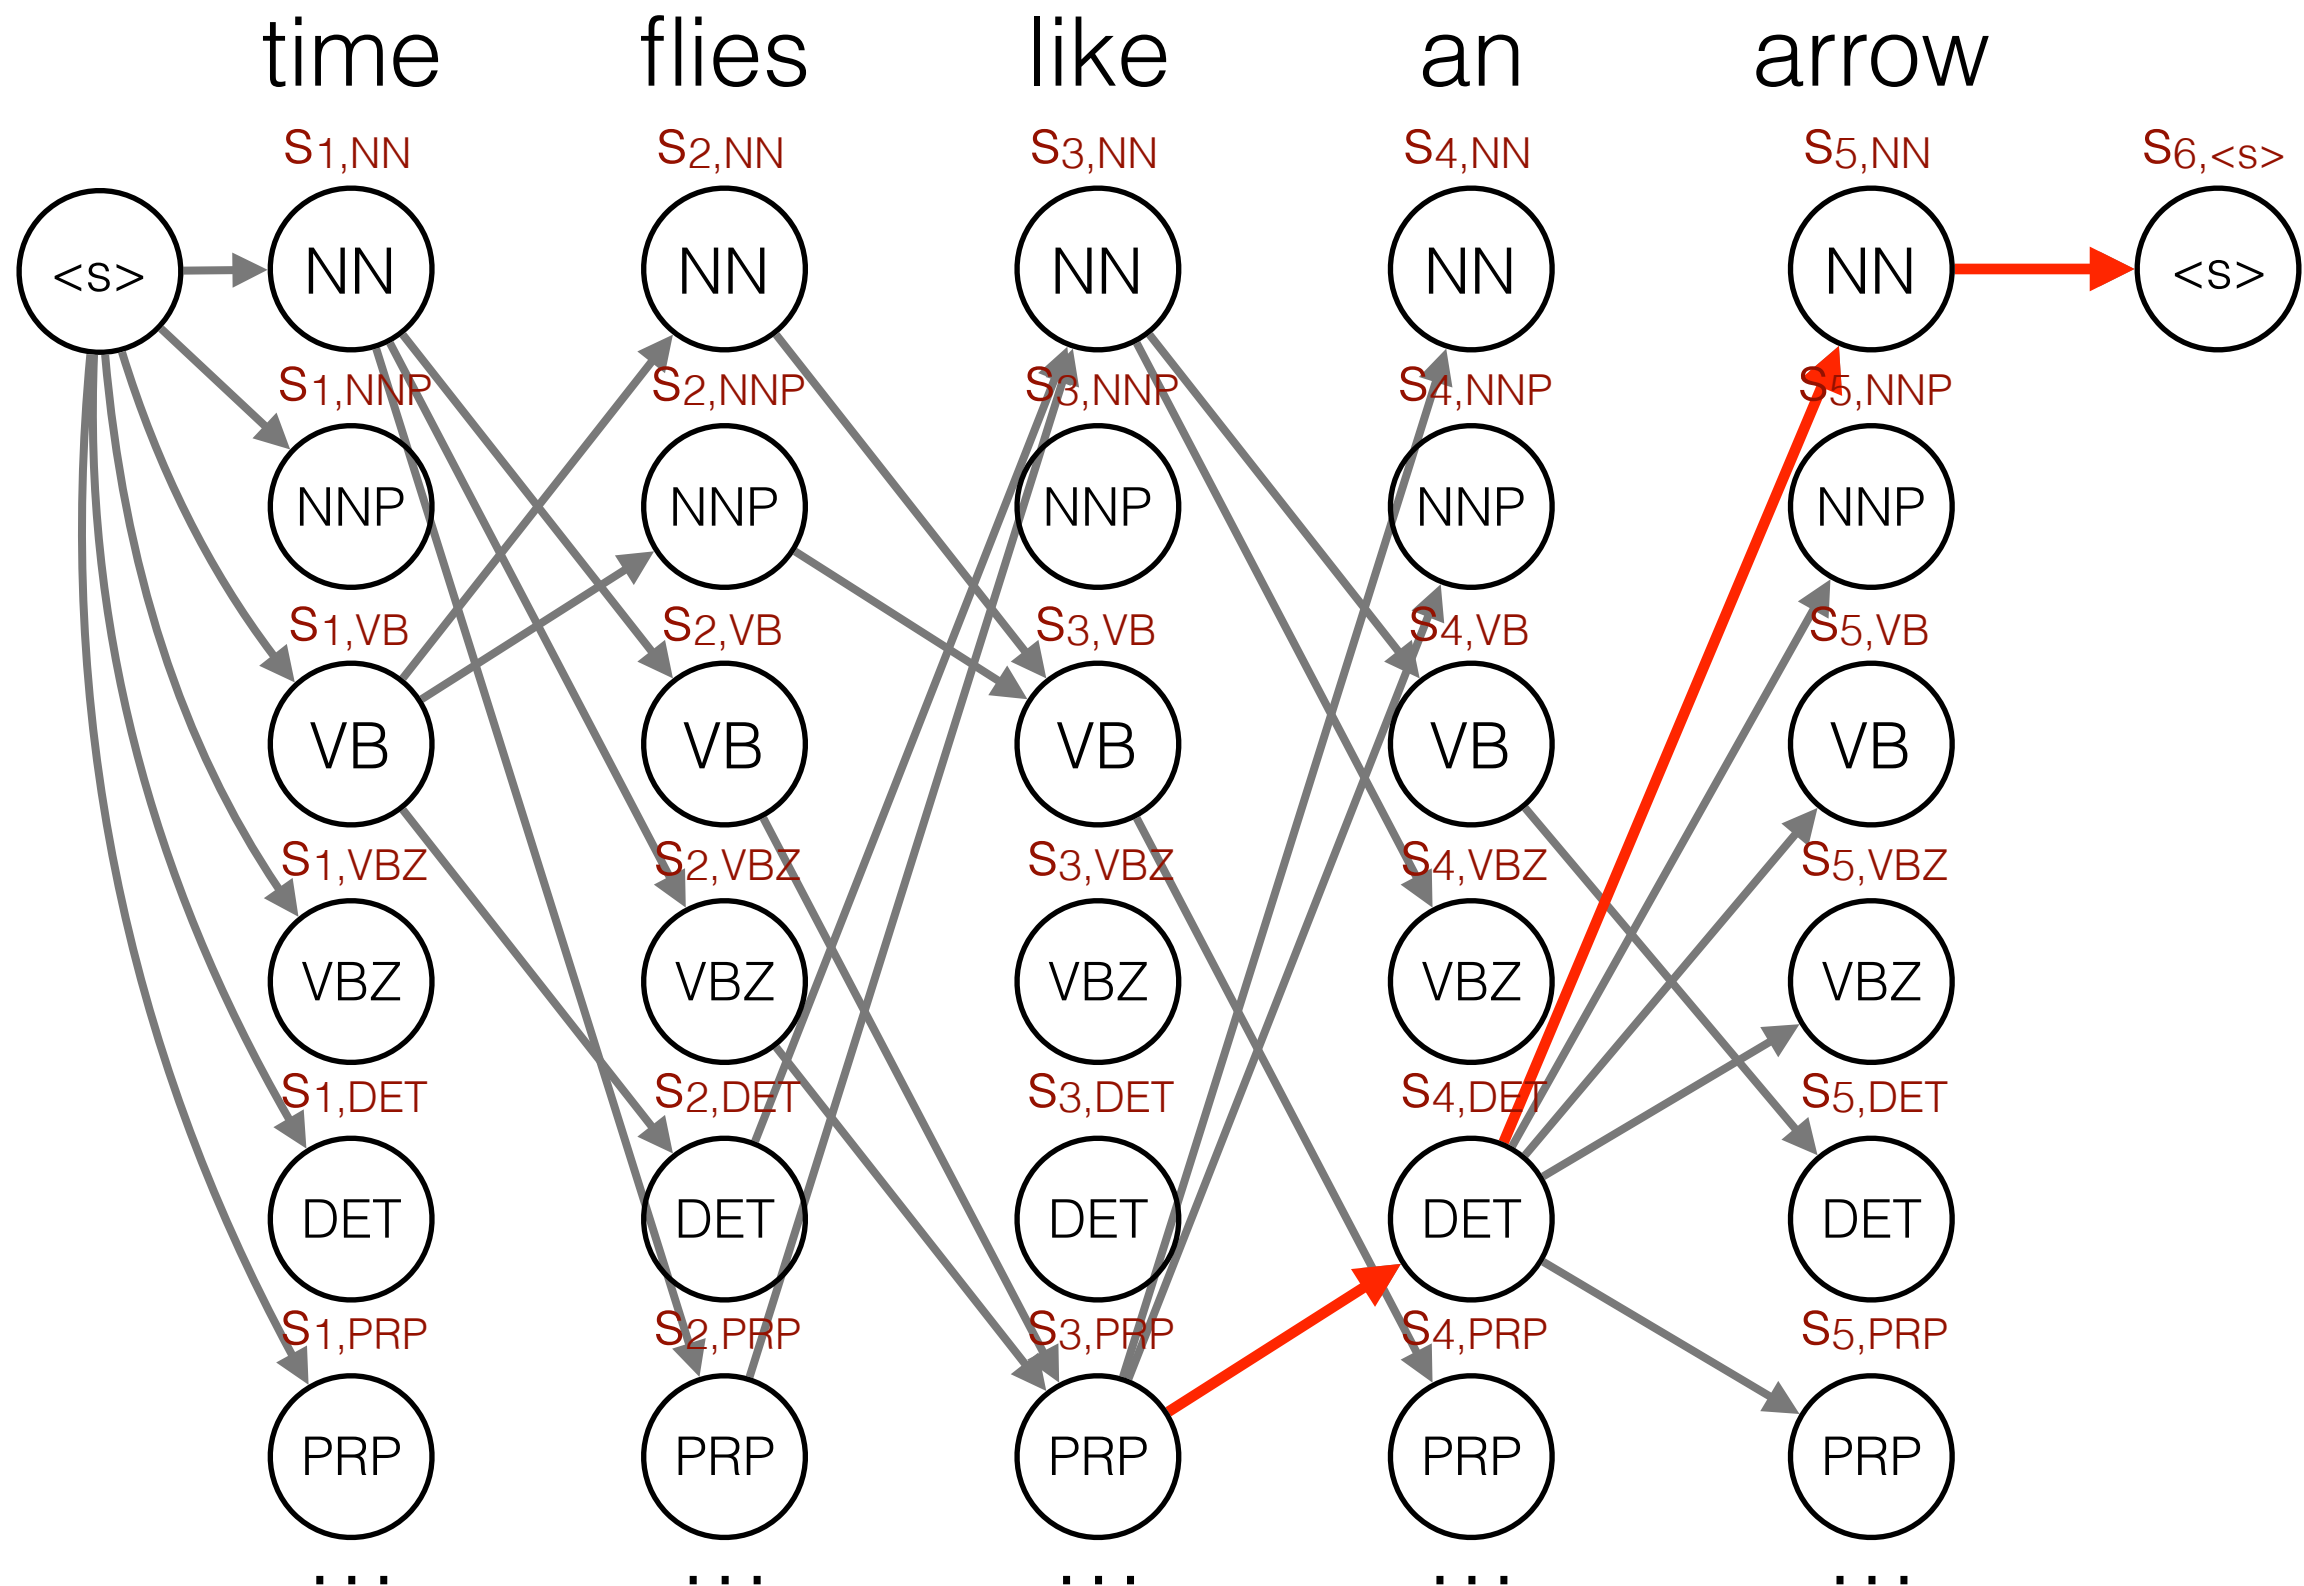 time flies like an arrow
s1,NN s2,NN s3,NN s4,NN s5,NN s6,<s>
<s> NN NN NN NN NN <s>
s1,NNP s2,NNP s3,NNP s4,NNP s5,NNP
NNP NNP NNP NNP NNP
s1,VB s2,VB s3,VB s4,VB s5,VB
VB VB VB VB VB
s1,VBZ s2,VBZ s3,VBZ s4,VBZ s5,VBZ
VBZ VBZ VBZ VBZ VBZ
s1,DET s2,DET s3,DET s4,DET s5,DET
DET DET DET DET DET
s1,PRP s2,PRP s3,PRP s4,PRP s5,PRP
PRP PRP PRP PRP PRP
... ... ... ... ...